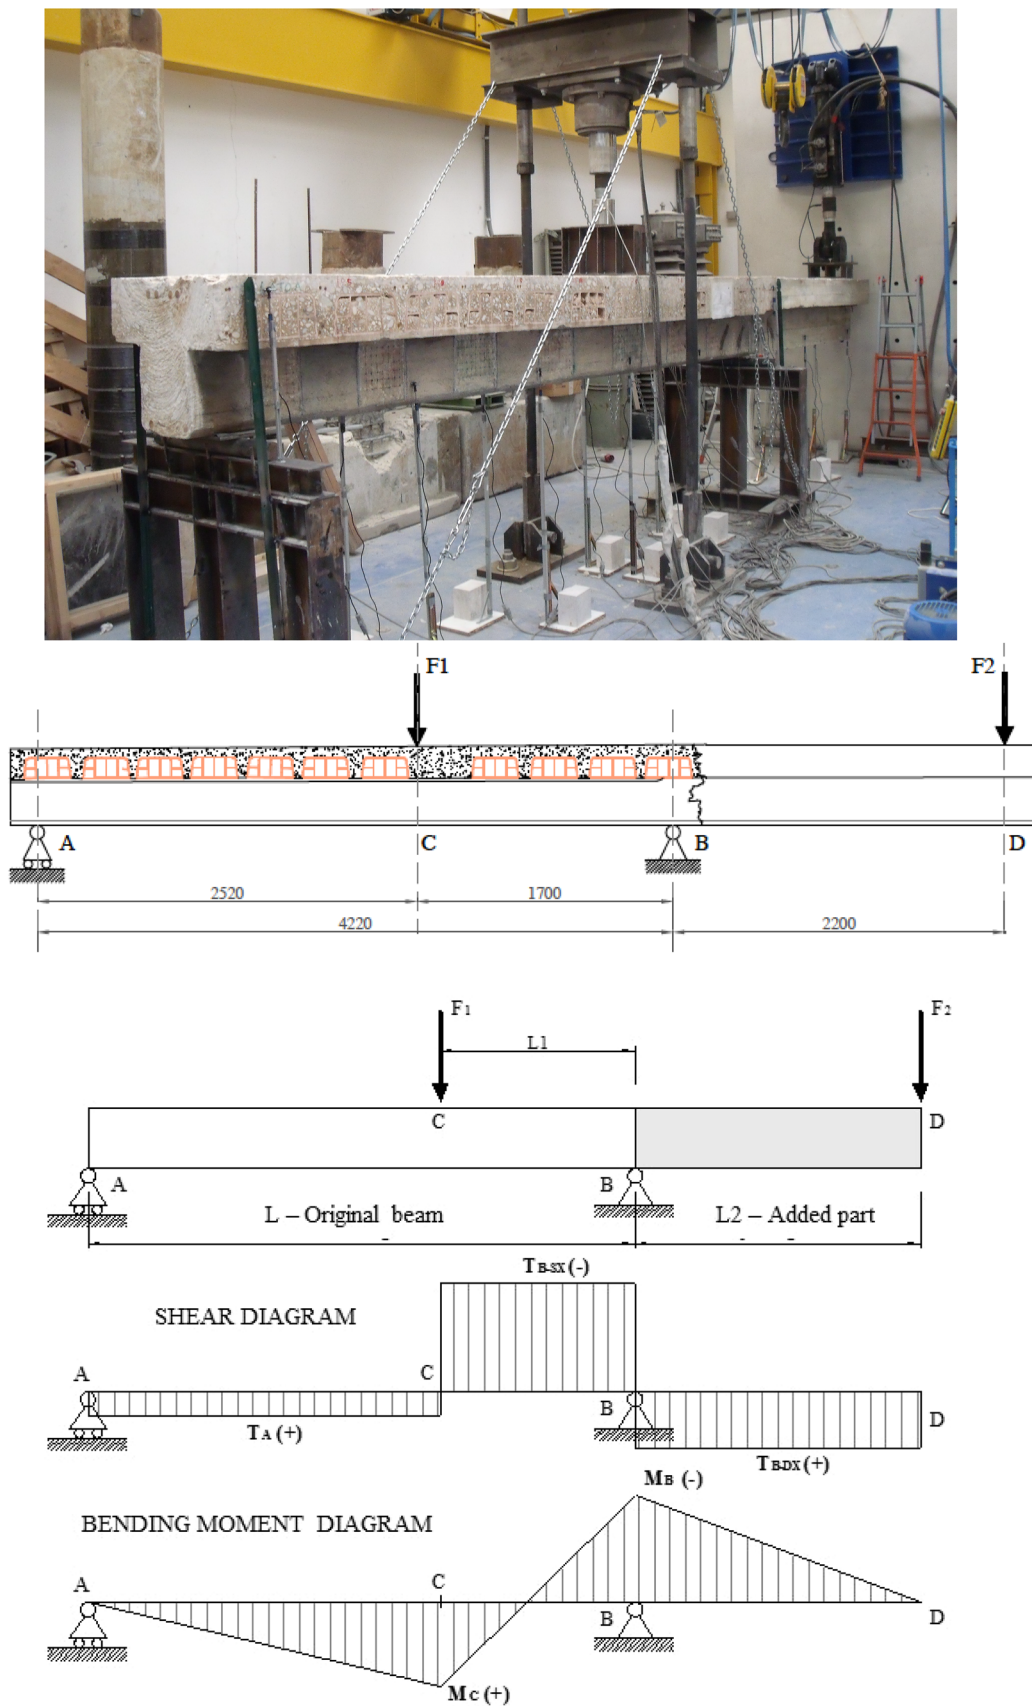 F1 F2
A C B D
2520 1700
4220 2200
F1 F2
L1
C D
A B
L – Original beam L2 – Added part
TB-SX (-)
SHEAR DIAGRAM
A C
B D
TA (+) TB-DX (+)
MB (-)
BENDING MOMENT DIAGRAM
A C
B D
MC (+)